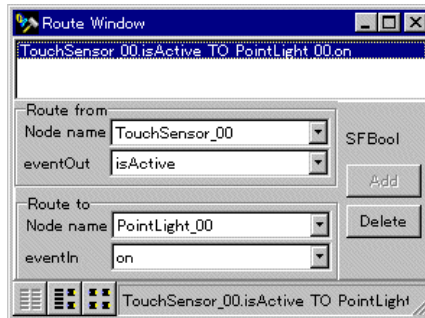 Route Window
TouchSensor_00.isActive TO PointLight_00.on
Route from
Node name TouchSensor_00
SFBool
eventOut isActive
Add
Route to
Node name PointLight_00
Delete
eventIn on
TouchSensor_00.isActive TO PointLight